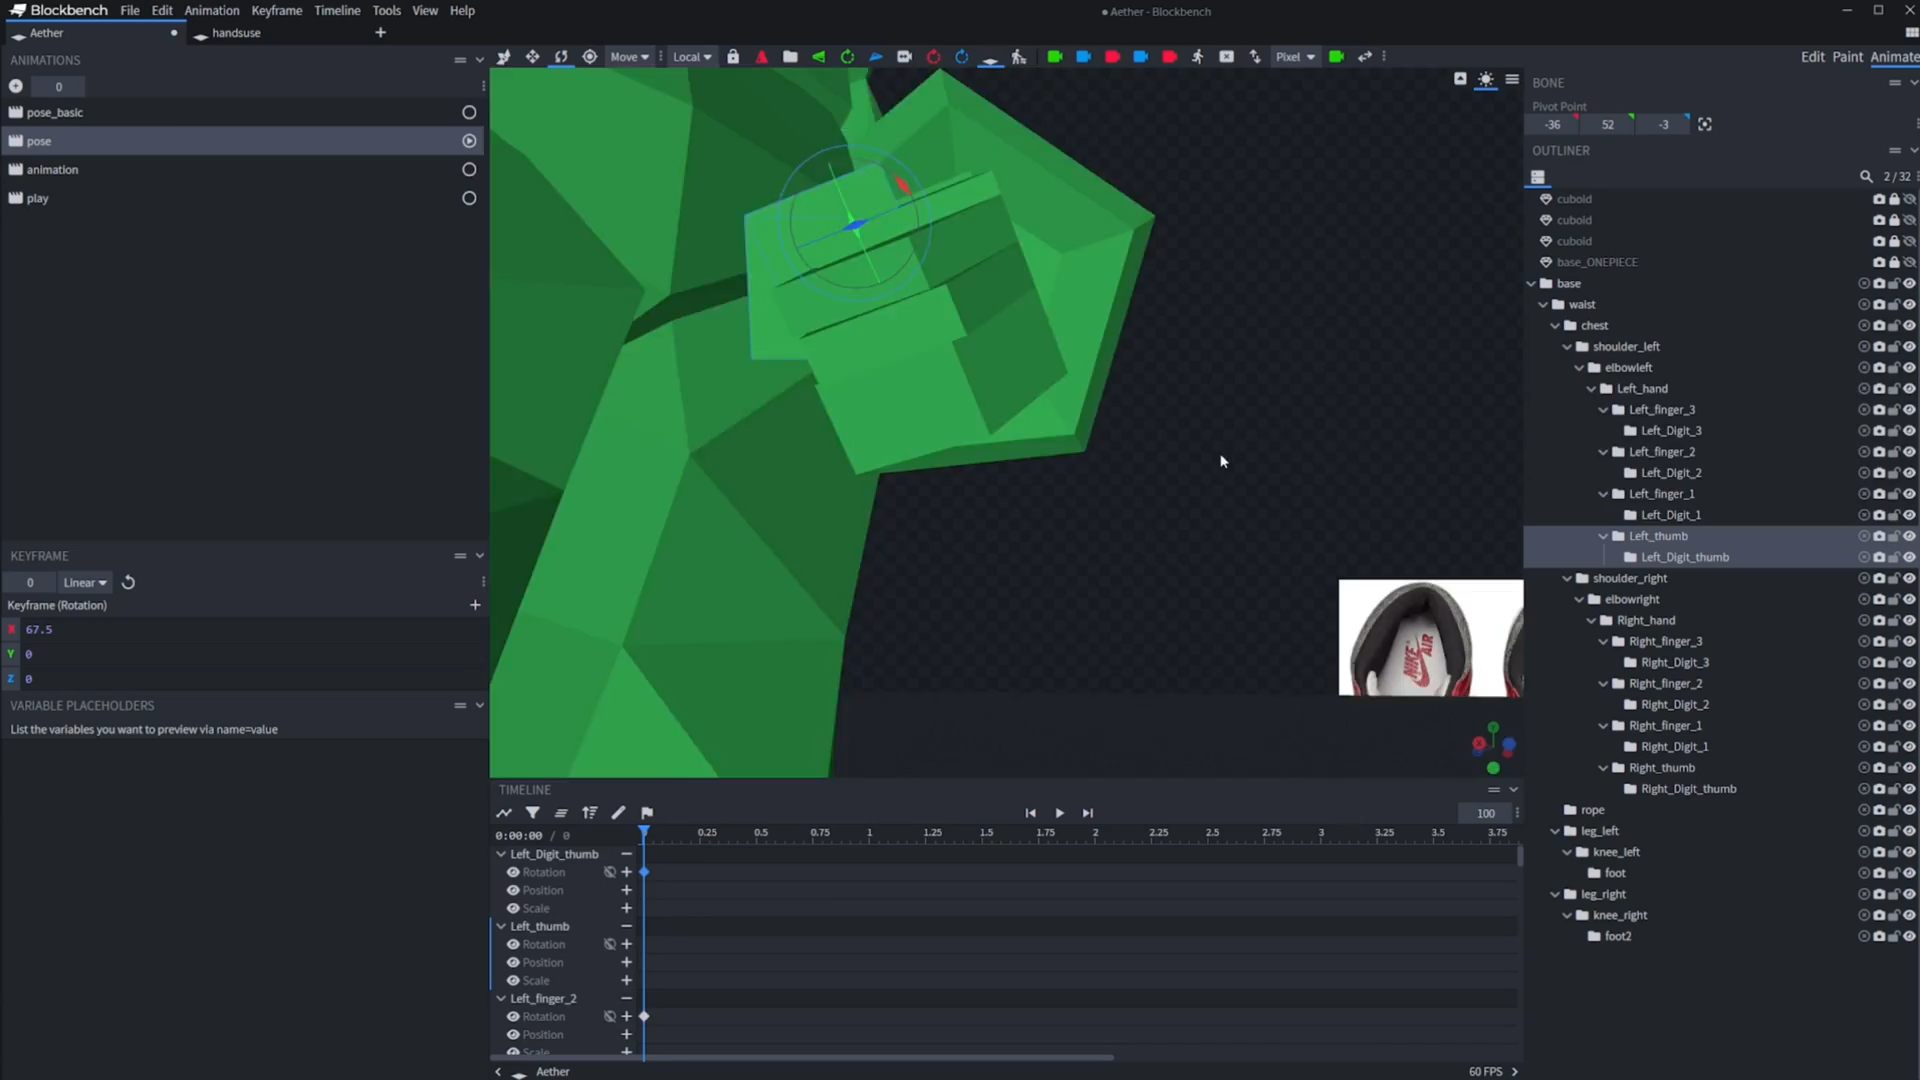 Blockbench File Edit Animation Keyframe Timeline Tools View Help
Aether - Blockbench
Aether
handsuse
ANIMATIONS
0
pose_basic
pose
animation
play
KEYFRAME
0 Linear
Keyframe (Rotation)
X 67.5
Y 0
Z 0
VARIABLE PLACEHOLDERS
List the variables you want to preview via name=value
Move Local Pixel
Edit Paint Animate
NIKE
AIR
BONE
Pivot Point
-36 52 -3
OUTLINER
2 / 32
cuboid
cuboid
cuboid
base_ONEPIECE
base
waist
chest
shoulder_left
elbowleft
Left_hand
Left_finger_3
Left_Digit_3
Left_finger_2
Left_Digit_2
Left_finger_1
Left_Digit_1
Left_thumb
Left_Digit_thumb
shoulder_right
elbowright
Right_hand
Right_finger_3
Right_Digit_3
Right_finger_2
Right_Digit_2
Right_finger_1
Right_Digit_1
Right_thumb
Right_Digit_thumb
rope
leg_left
knee_left
foot
leg_right
knee_right
foot2
TIMELINE
100
0:00:00 / 0
0.25 0.5 0.75 1 1.25 1.5 1.75 2 2.25 2.5 2.75 3 3.25 3.5 3.75
Left_Digit_thumb
Rotation
Position
Scale
Left_thumb
Rotation
Position
Scale
Left_finger_2
Rotation
Position
Scale
Aether
60 FPS